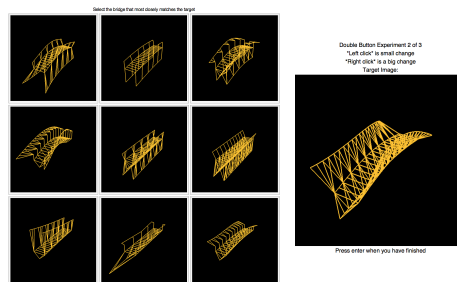 Select the bridge that most closely matches the target
Double Button Experiment 2 of 3
"Left click" is small change
"Right click" is a big change
Target Image:
Press enter when you have finished